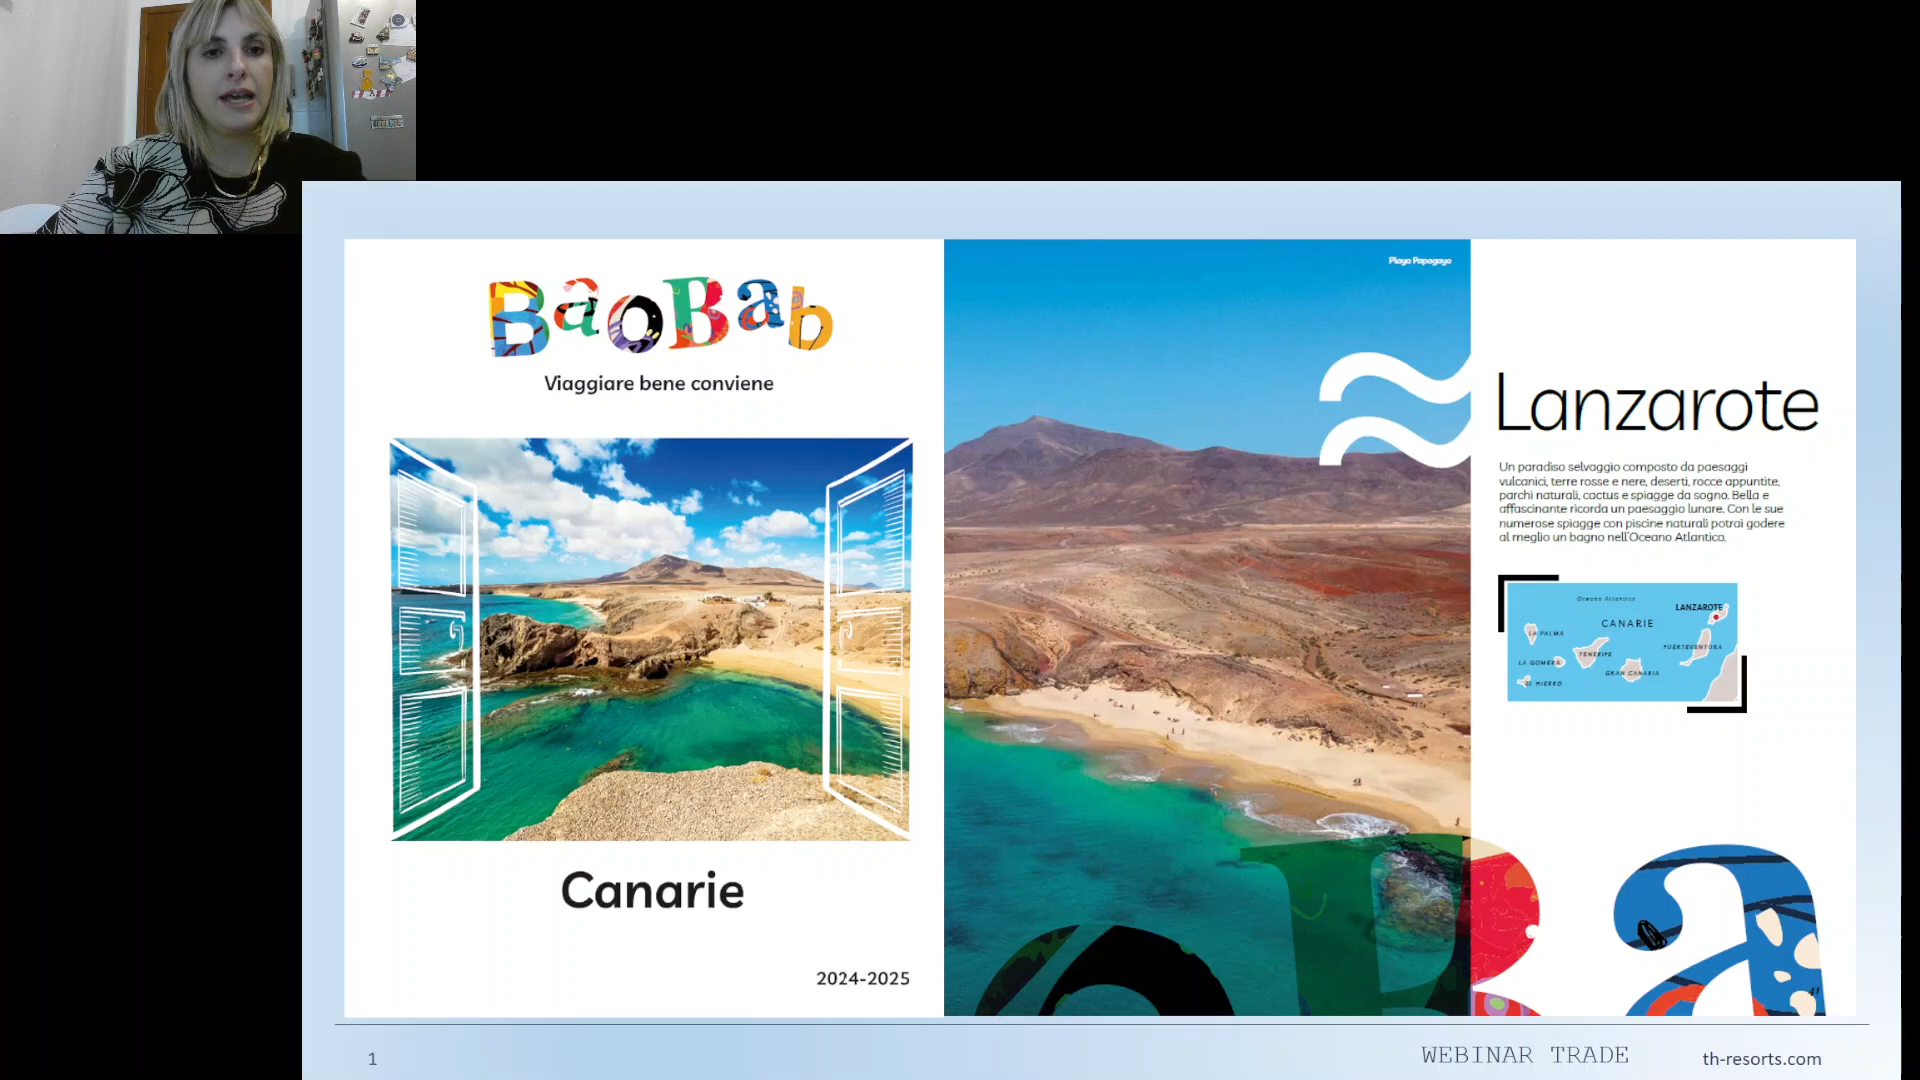 BaoBab
Viaggiare bene conviene
Canarie
2024-2025
Playa Papagayo
Lanzarote
Un paradiso selvaggio composto da paesaggi
vulcanici, terre rosse e nere, deserti, rocce appuntite,
parchi naturali, cactus e spiagge da sogno. Bella e
affascinante ricorda un paesaggio lunare. Con le sue
numerose spiagge con piscine naturali potrai godere
al meglio un bagno nell'Oceano Atlantico.
Oceano Atlantico
LANZAROTE
CANARIE
LA PALMA
FUERTEVENTURA
TENERIFE
LA GOMERA
GRAN CANARIA
EL HIERRO
oBa
1
WEBINAR TRADE
th-resorts.com